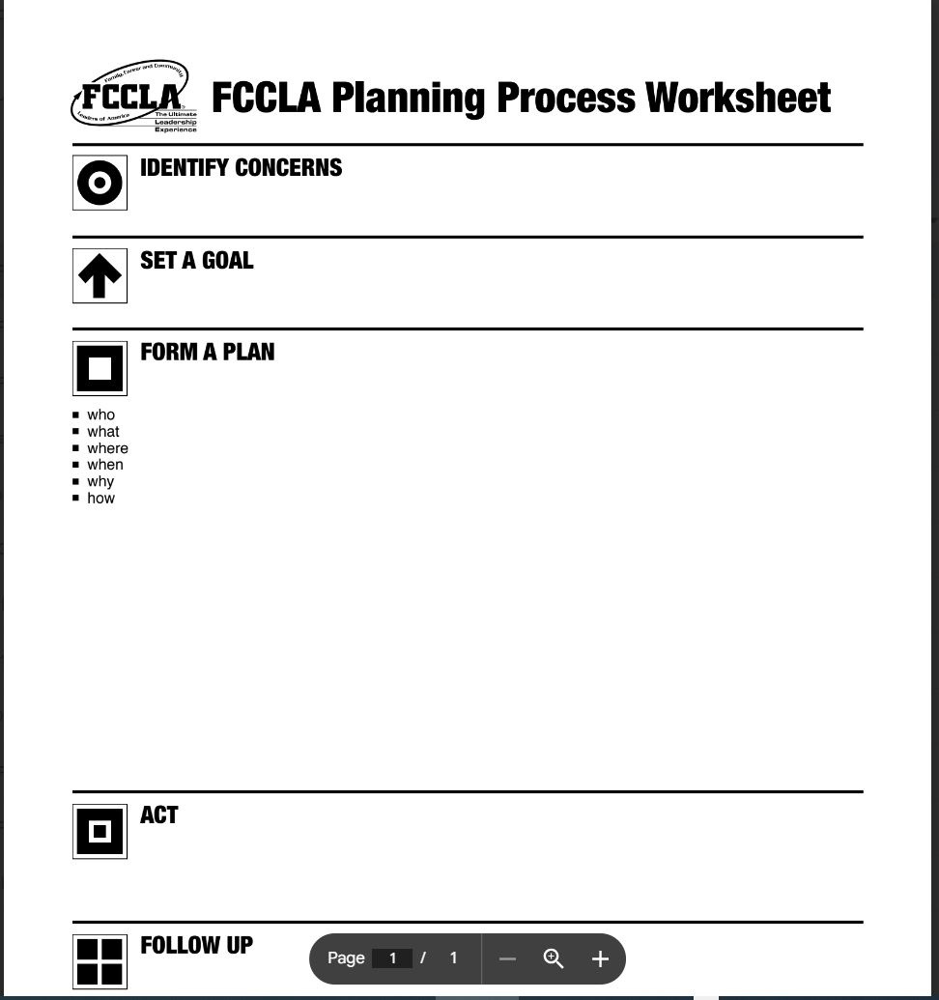 Family, Career and Community
FCCLA
Leaders of America
The Ultimate
Leadership
Experience
FCCLA Planning Process Worksheet
IDENTIFY CONCERNS
SET A GOAL
FORM A PLAN
■ who
■ what
■ where
■ when
■ why
■ how
ACT
FOLLOW UP
Page 1 / 1